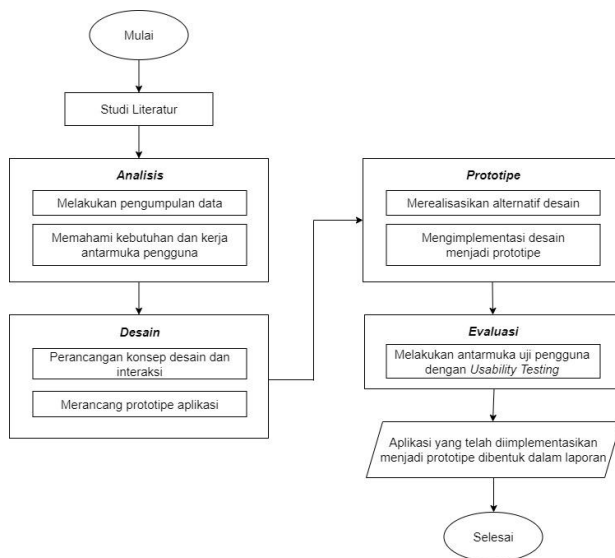 Mulai
Studi Literatur
Analisis
Melakukan pengumpulan data
Memahami kebutuhan dan kerja
antarmuka pengguna
Desain
Perancangan konsep desain dan
interaksi
Merancang prototipe aplikasi
Prototipe
Merealisasikan alternatif desain
Mengimplementasi desain
menjadi prototipe
Evaluasi
Melakukan antarmuka uji pengguna
dengan Usability Testing
Aplikasi yang telah diimplementasikan
menjadi prototipe dibentuk dalam laporan
Selesai